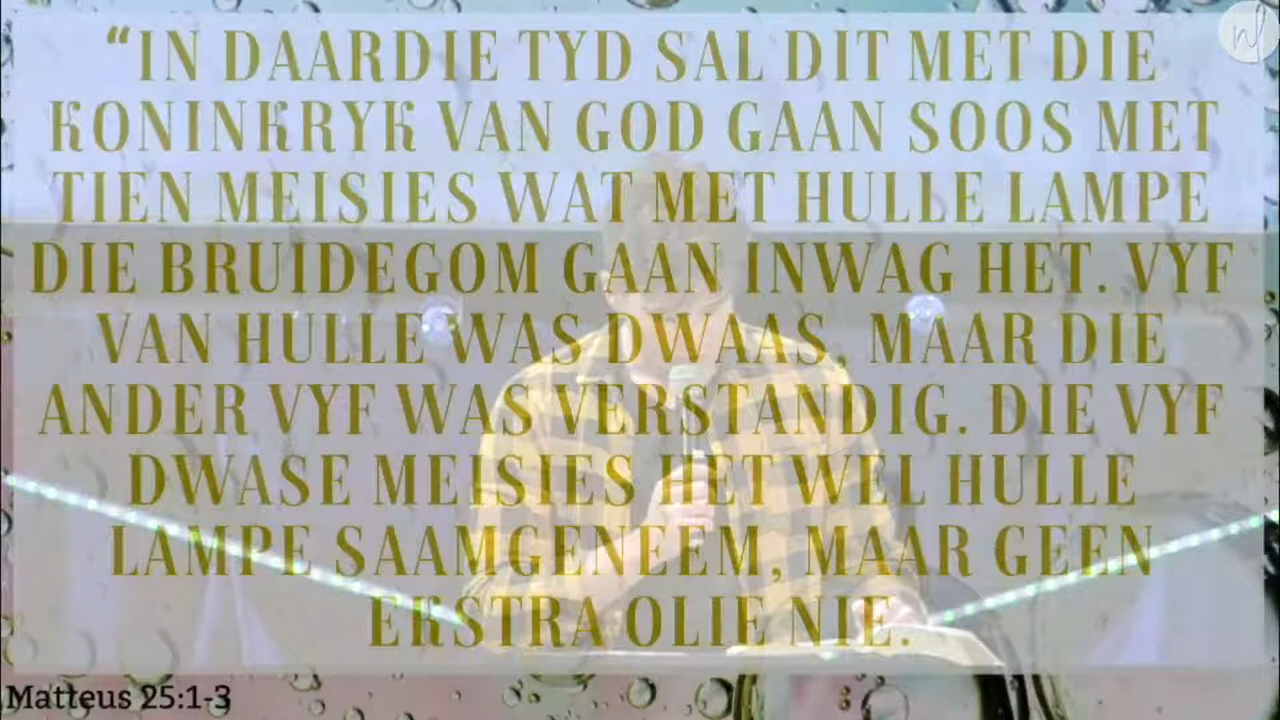 “IN DAARDIE TYD SAL DIT MET DIE
KONINKRYK VAN GOD GAAN SOOS MET
TIEN MEISIES WAT MET HULLE LAMPE
DIE BRUIDEGOM GAAN INWAG HET. VYF
VAN HULLE WAS DWAAS, MAAR DIE
ANDER VYF WAS VERSTANDIG. DIE VYF
DWASE MEISIES HET WEL HULLE
LAMPE SAAMGENEEM, MAAR GEEN
EKSTRA OLIE NIE.
Matteus 25:1-3